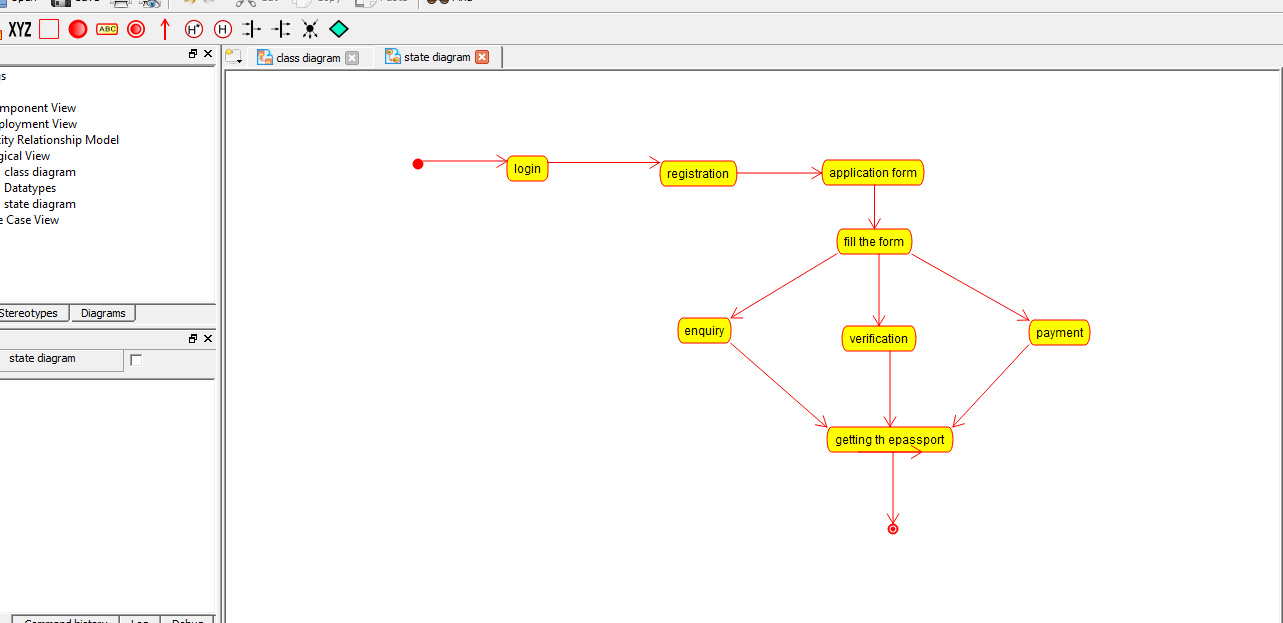 XYZ
ABC
H*
H
class diagram
state diagram
mponent View
ployment View
ity Relationship Model
gical View
class diagram
Datatypes
state diagram
e Case View
login
registration
application form
fill the form
enquiry
verification
payment
getting th epassport
Stereotypes
Diagrams
state diagram
Command history
Log
Debug